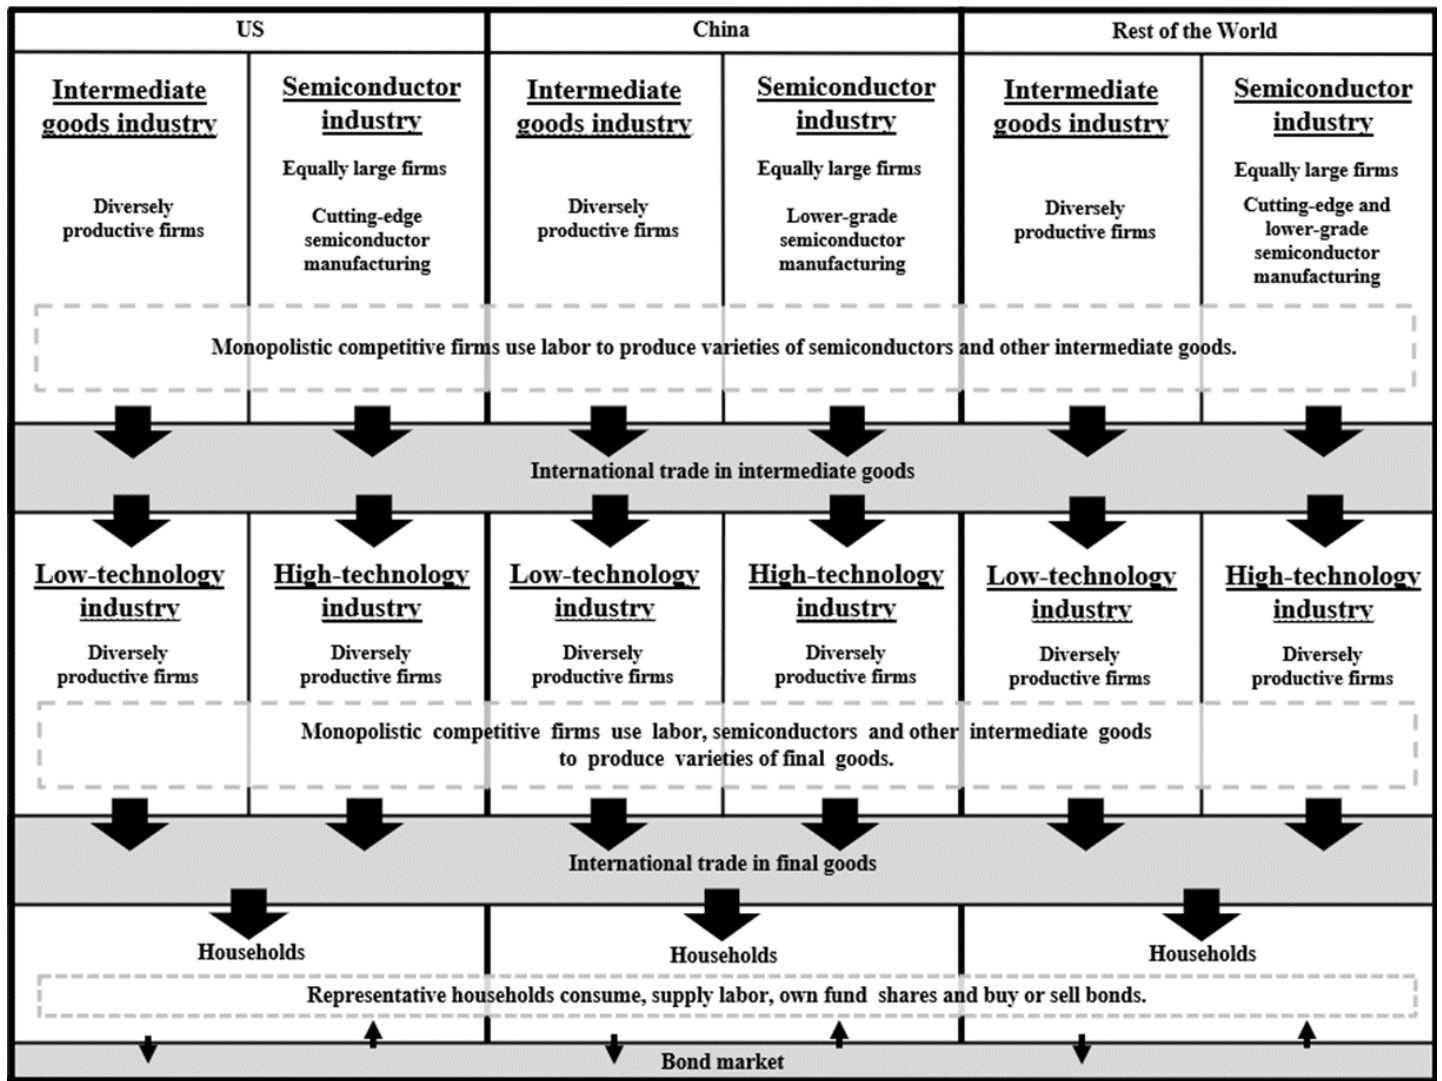 US
China
Rest of the World
Intermediate
goods industry
Diversely
productive firms
Semiconductor
industry
Equally large firms
Cutting-edge
semiconductor
manufacturing
Intermediate
goods industry
Diversely
productive firms
Semiconductor
industry
Equally large firms
Lower-grade
semiconductor
manufacturing
Intermediate
goods industry
Diversely
productive firms
Semiconductor
industry
Equally large firms
Cutting-edge and
lower-grade
semiconductor
manufacturing
Monopolistic competitive firms use labor to produce varieties of semiconductors and other intermediate goods.
International trade in intermediate goods
Low-technology
industry
Diversely
productive firms
High-technology
industry
Diversely
productive firms
Low-technology
industry
Diversely
productive firms
High-technology
industry
Diversely
productive firms
Low-technology
industry
Diversely
productive firms
High-technology
industry
Diversely
productive firms
Monopolistic competitive firms use labor, semiconductors and other intermediate goods
to produce varieties of final goods.
International trade in final goods
Households
Households
Households
Representative households consume, supply labor, own fund shares and buy or sell bonds.
Bond market